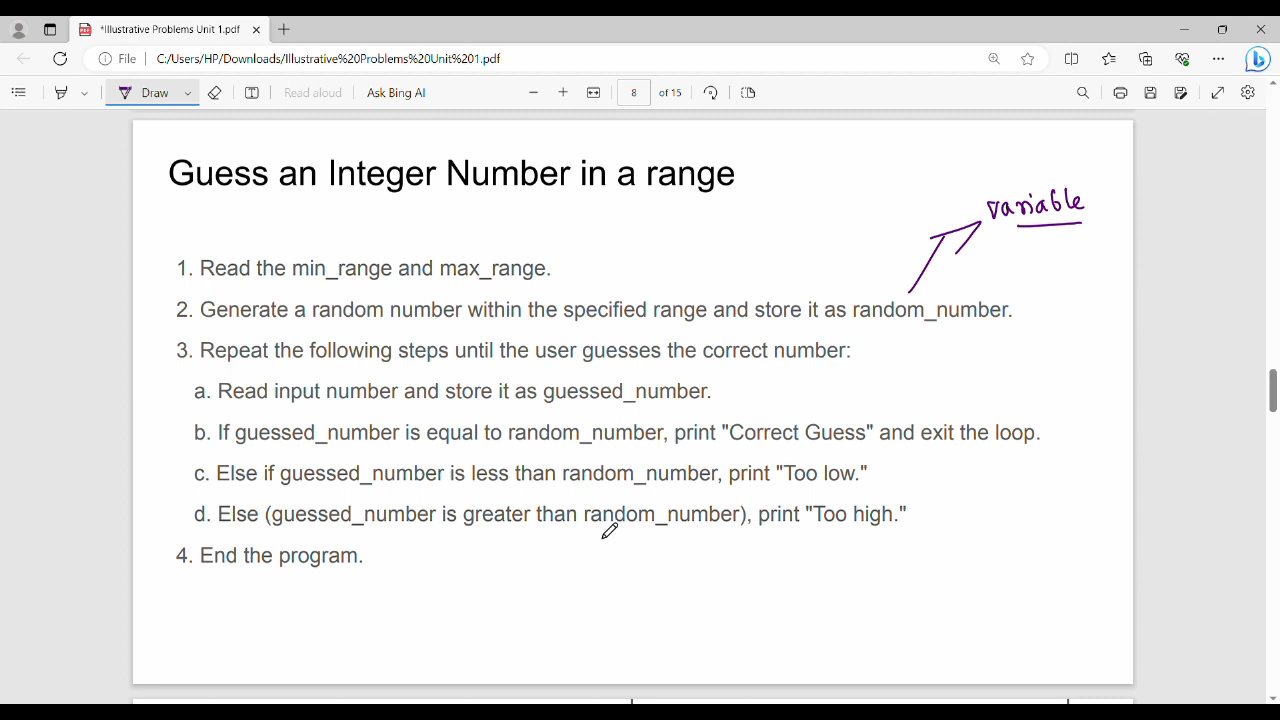 *Illustrative Problems Unit 1.pdf
File
C:/Users/HP/Downloads/Illustrative%20Problems%20Unit%201.pdf
Draw
Read aloud
Ask Bing AI
8 of 15
Guess an Integer Number in a range
variable
1. Read the min_range and max_range.
2. Generate a random number within the specified range and store it as random_number.
3. Repeat the following steps until the user guesses the correct number:
a. Read input number and store it as guessed_number.
b. If guessed_number is equal to random_number, print "Correct Guess" and exit the loop.
c. Else if guessed_number is less than random_number, print "Too low."
d. Else (guessed_number is greater than random_number), print "Too high."
4. End the program.